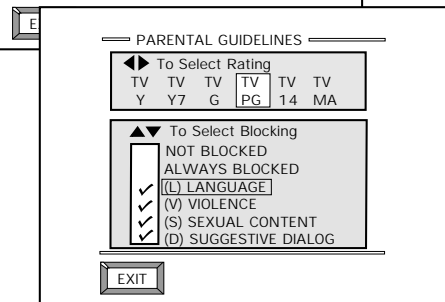 E
PARENTAL GUIDELINES
To Select Rating
TV TV TV TV TV TV
Y Y7 G PG 14 MA
To Select Blocking
NOT BLOCKED
ALWAYS BLOCKED
(L) LANGUAGE
(V) VIOLENCE
(S) SEXUAL CONTENT
(D) SUGGESTIVE DIALOG
EXIT